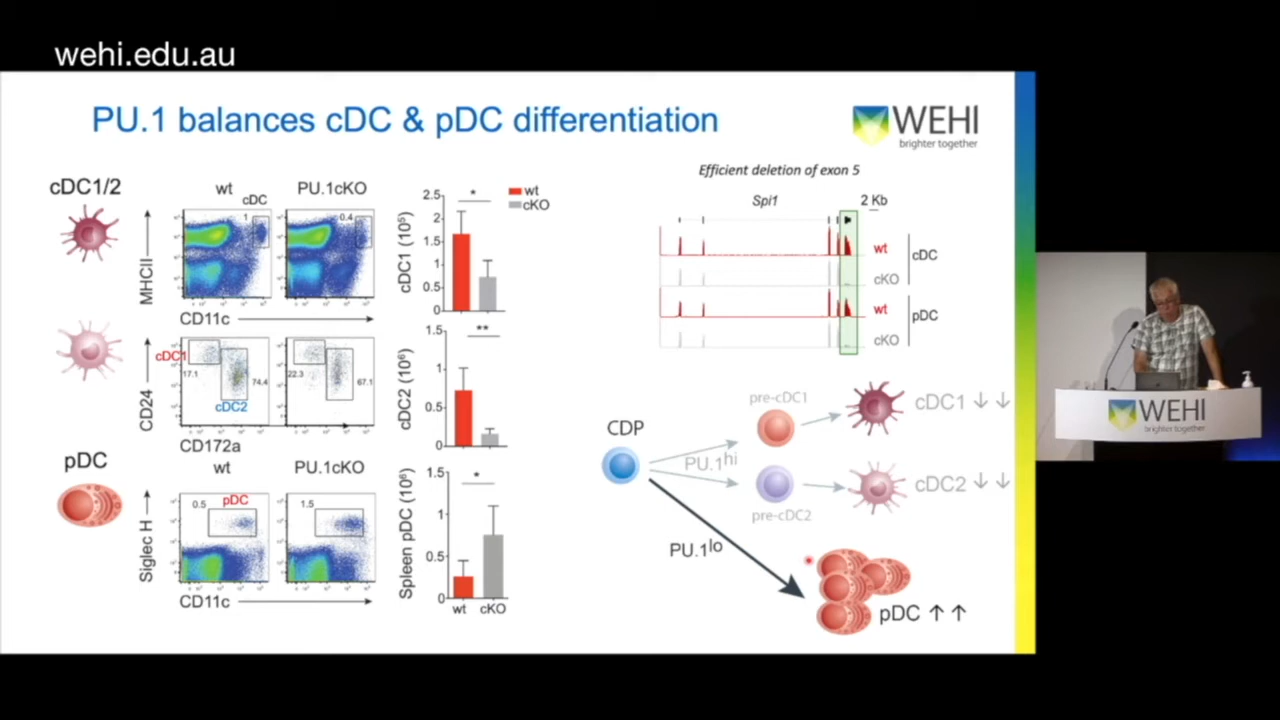 wehi.edu.au
PU.1 balances cDC & pDC differentiation
WEHI
brighter together
cDC1/2
wt
PU.1cKO
cDC
1
0.4
MHCII
CD11c
cDC1
17.1
74.4
cDC2
22.3
67.1
CD24
CD172a
pDC
wt
PU.1cKO
0.5
pDC
1.5
Siglec H
CD11c
2.5
2
1.5
1
0.5
0
cDC1 (10⁵)
*
wt
cKO
1.5
1
0.5
0
cDC2 (10⁶)
**
1.5
1
0.5
0
Spleen pDC (10⁶)
*
wt cKO
Efficient deletion of exon 5
Spi1
2 Kb
wt
cKO
cDC
wt
cKO
pDC
CDP
pre-cDC1
cDC1 ↓ ↓
PU.1hi
pre-cDC2
cDC2 ↓ ↓
PU.1lo
pDC ↑ ↑
WEHI
brighter together